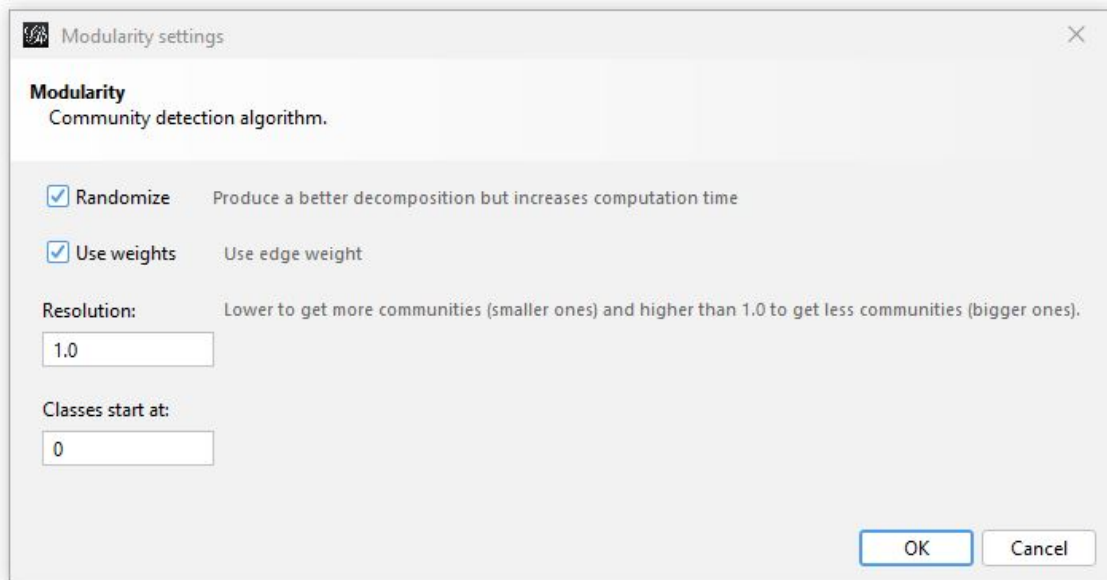 Modularity settings
Modularity
Community detection algorithm.
Randomize Produce a better decomposition but increases computation time
Use weights Use edge weight
Resolution: Lower to get more communities (smaller ones) and higher than 1.0 to get less communities (bigger ones).
1.0
Classes start at:
0
OK Cancel